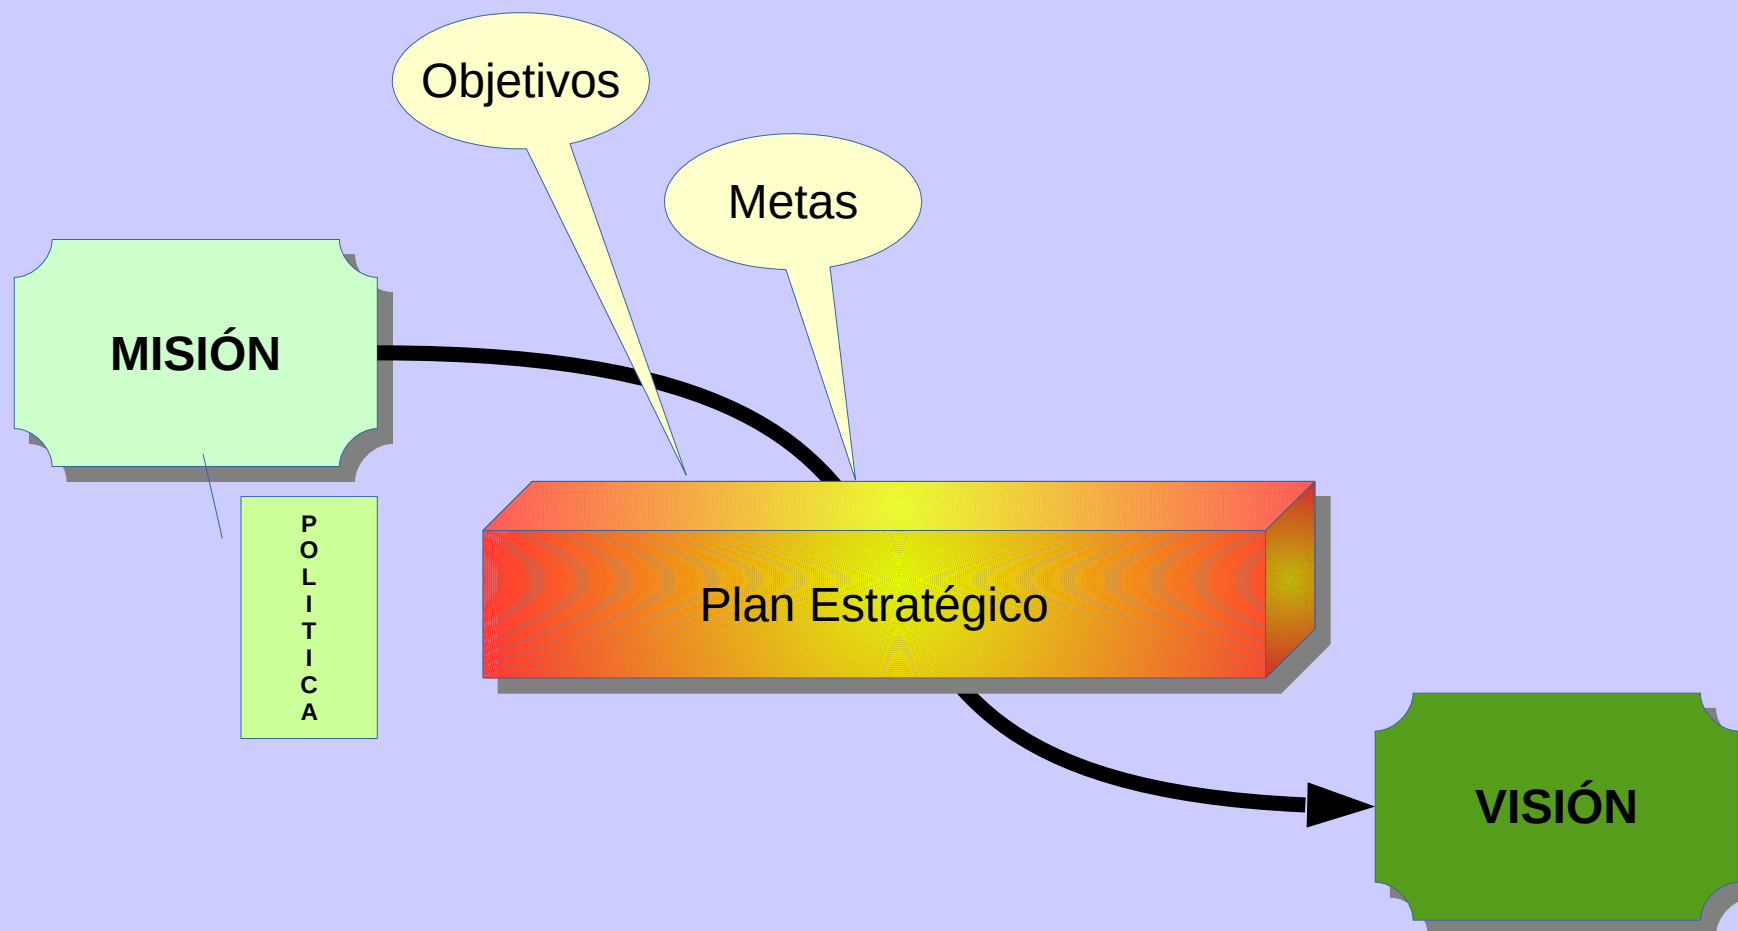 Objetivos
Metas
MISIÓN
P
O
L
I
T
I
C
A
Plan Estratégico
VISIÓN